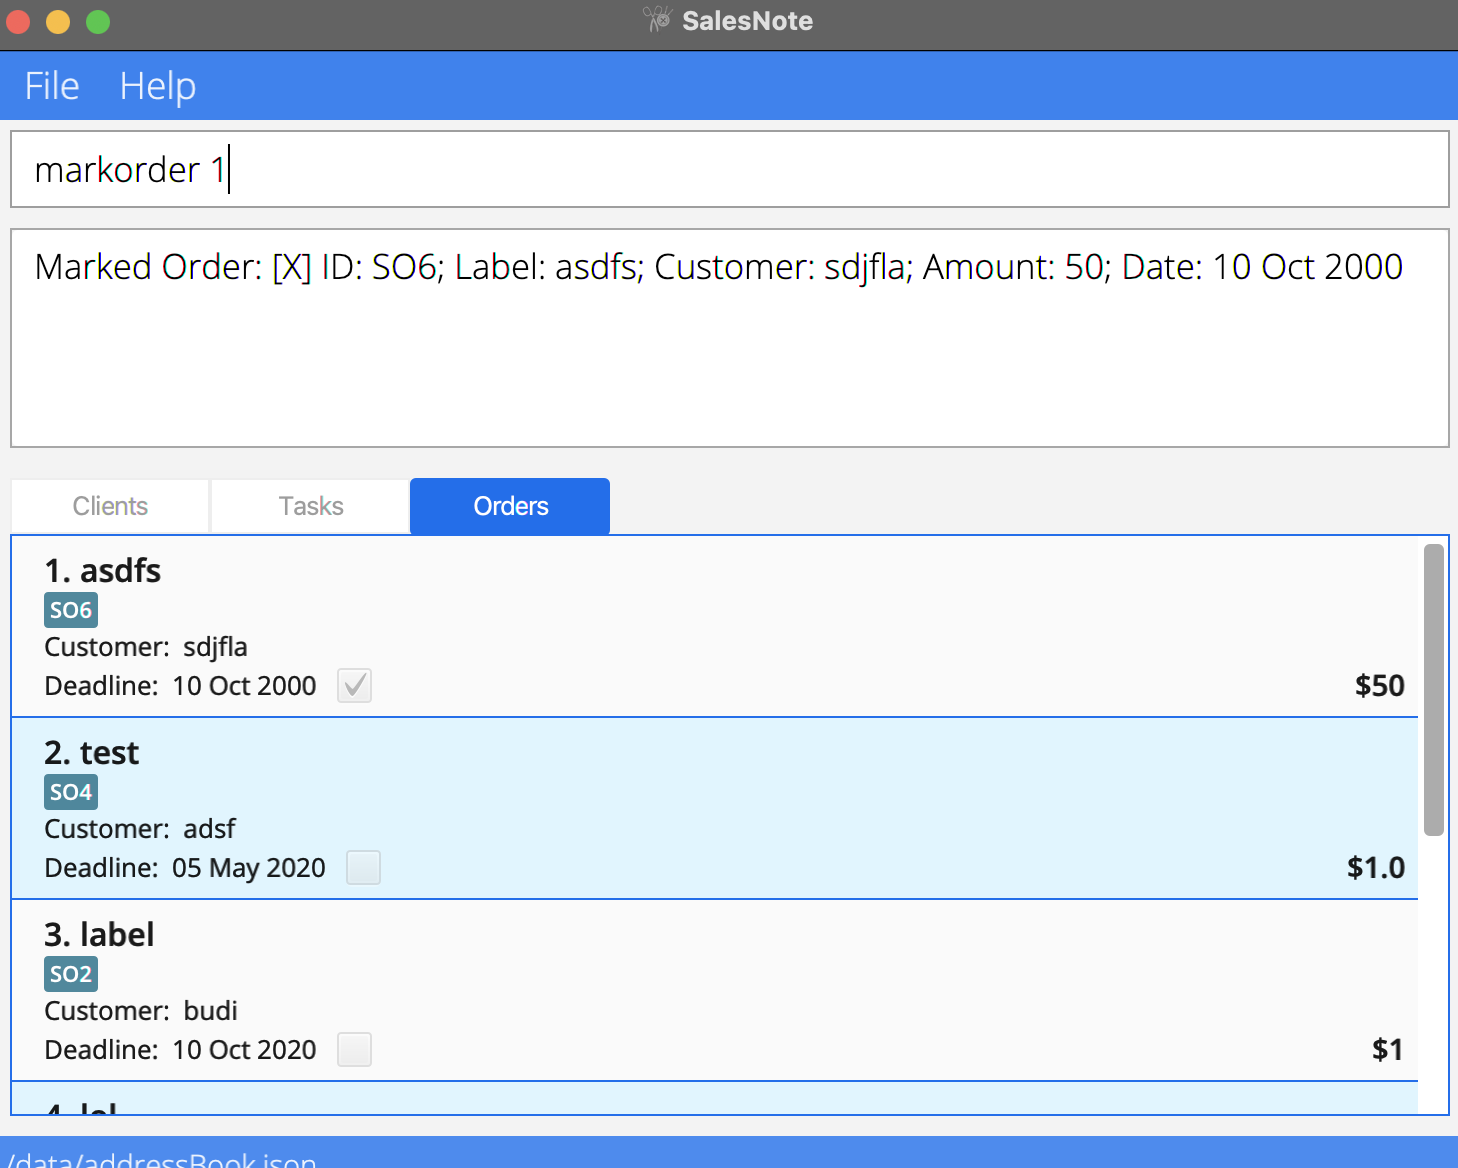 SalesNote
File Help
markorder 1
Marked Order: [X] ID: SO6; Label: asdfs; Customer: sdjfla; Amount: 50; Date: 10 Oct 2000
Clients Tasks Orders
1. asdfs
SO6
Customer: sdjfla
Deadline: 10 Oct 2000 $50
2. test
SO4
Customer: adsf
Deadline: 05 May 2020 $1.0
3. label
SO2
Customer: budi
Deadline: 10 Oct 2020 $1
/data/addressBook.json